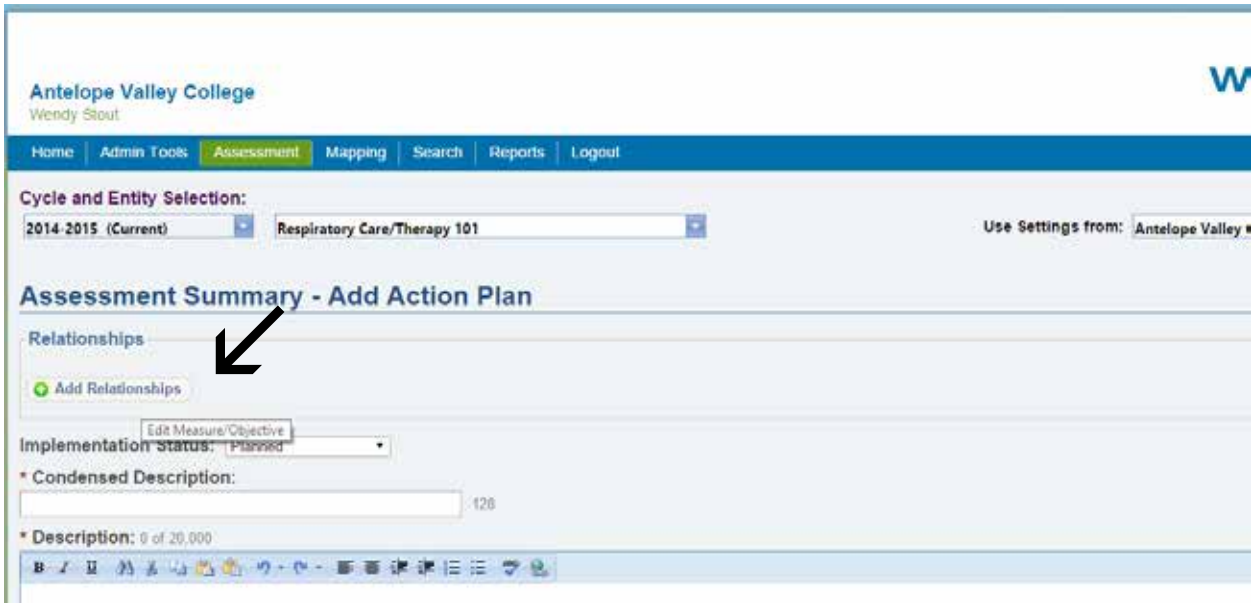 W
Antelope Valley College
Wendy Stout
Home Admin Tools Assessment Mapping Search Reports Logout
Cycle and Entity Selection:
2014-2015 (Current) Respiratory Care/Therapy 101 Use Settings from: Antelope Valley
Assessment Summary - Add Action Plan
Relationships
Add Relationships
Edit Measure/Objective
Implementation Status: Planned
* Condensed Description:
128
* Description: 0 of 20,000
B I U